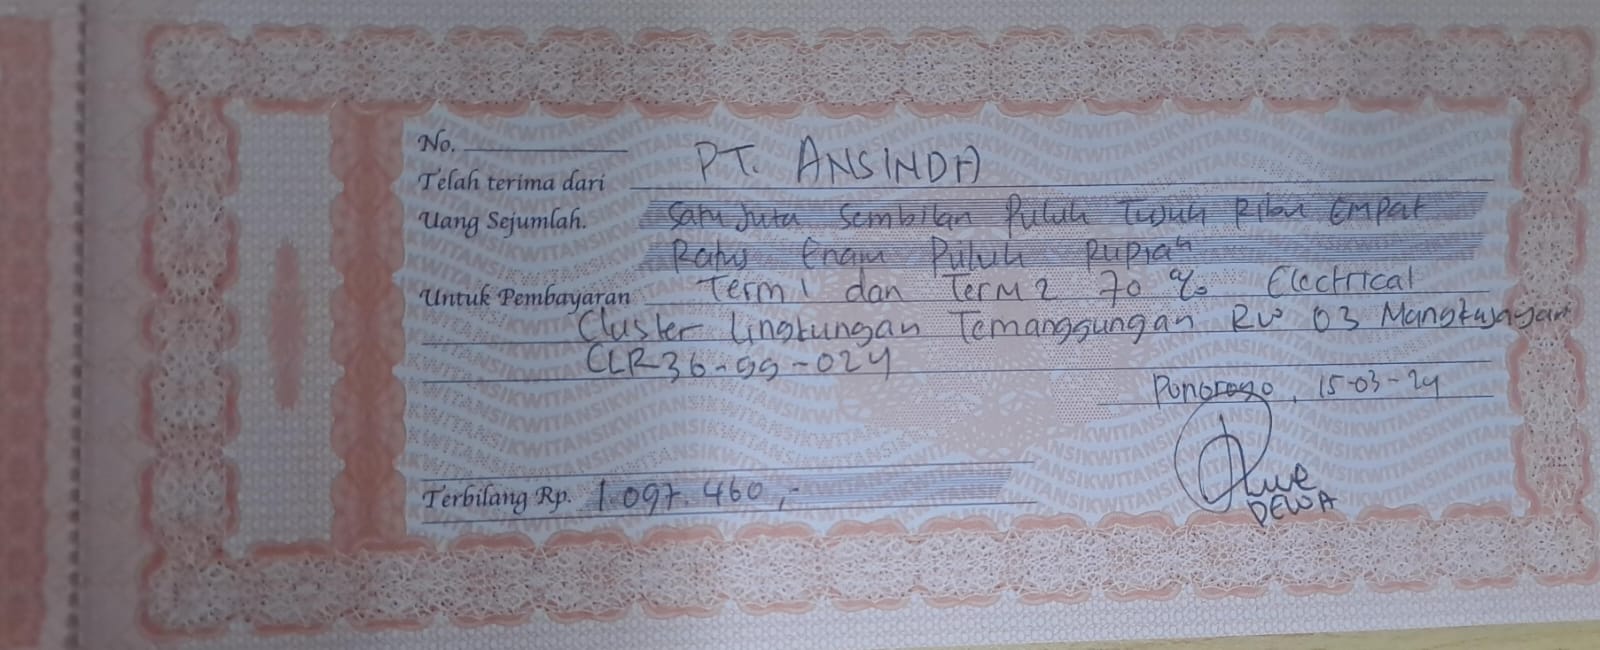 No.
Telah terima dari PT. ANSINDA
Uang Sejumlah. Satu Juta Sembilan Puluh Tujuh Ribu Empat
Ratus Enam Puluh Rupiah
Untuk Pembayaran Term 1 dan Term 2 70 % Electrical
Cluster Lingkungan Temanggungan RW 03 Mangkujayan
CLR36-99-024
Ponorogo, 15-03-24
Terbilang Rp. 1.097.460,-
DEWA